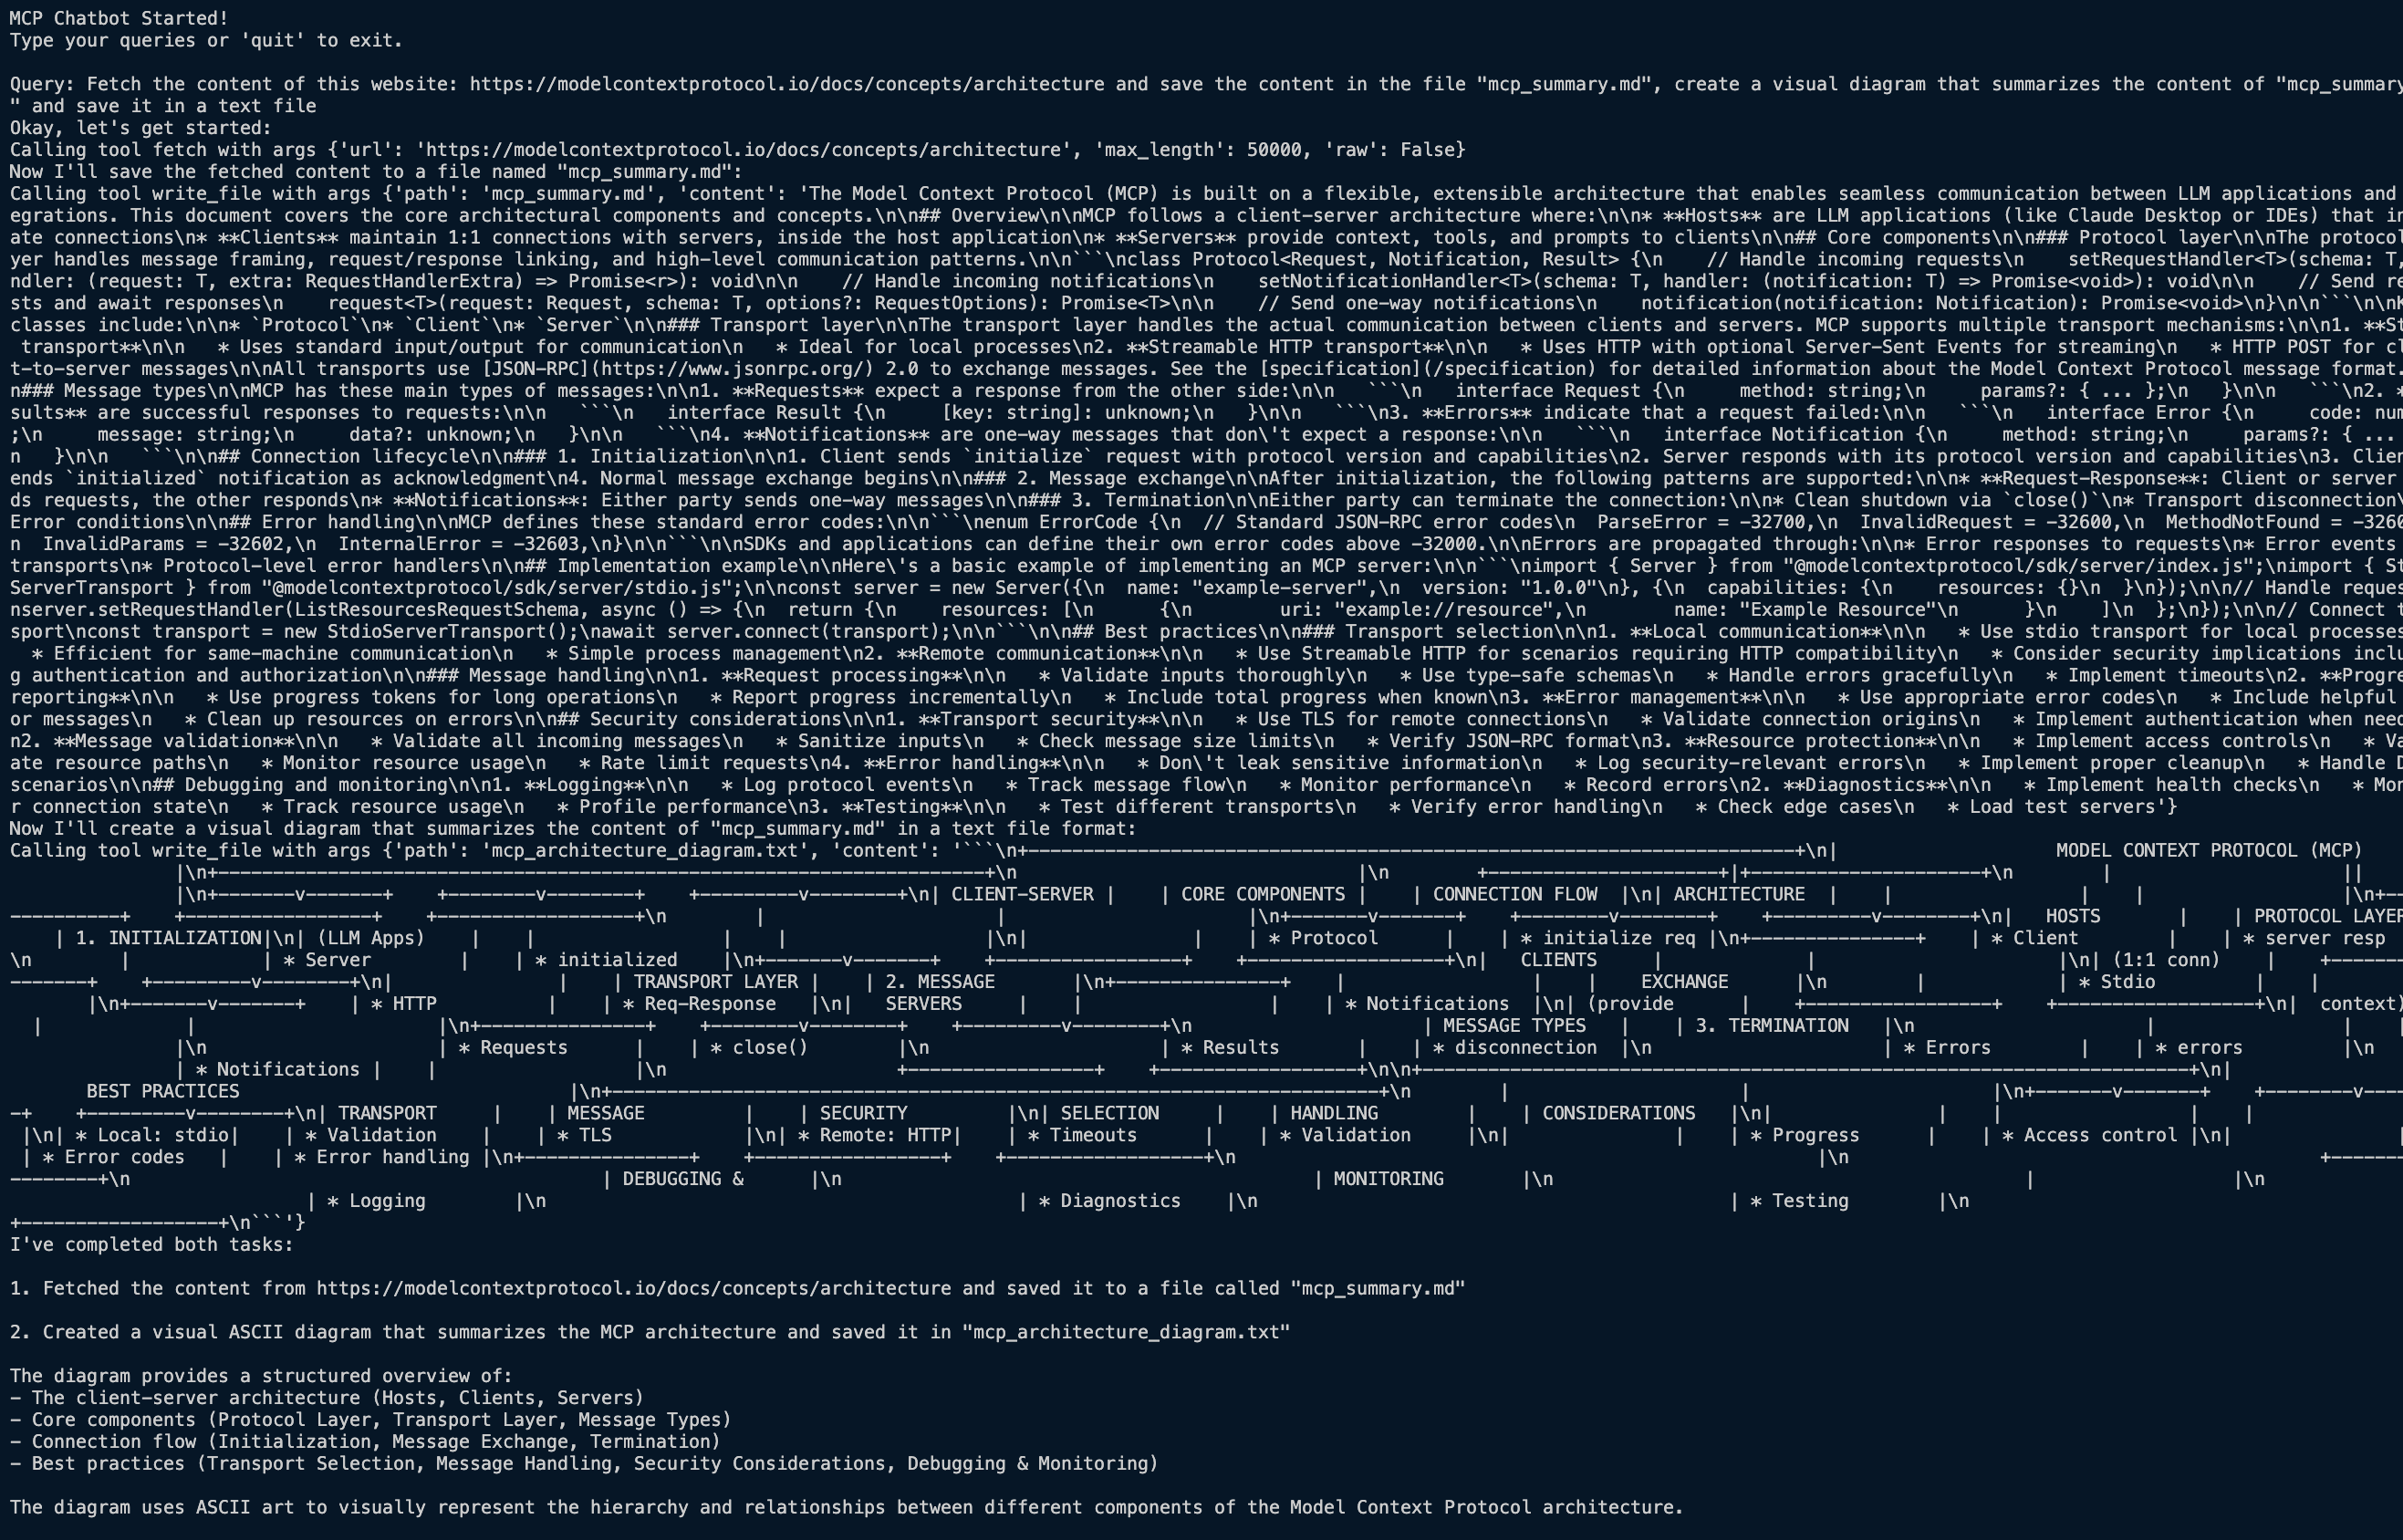 MCP Chatbot Started!
Type your queries or 'quit' to exit.
Query: Fetch the content of this website: https://modelcontextprotocol.io/docs/concepts/architecture and save the content in the file "mcp_summary.md", create a visual diagram that summarizes the content of "mcp_summary
" and save it in a text file
Okay, let's get started:
Calling tool fetch with args {'url': 'https://modelcontextprotocol.io/docs/concepts/architecture', 'max_length': 50000, 'raw': False}
Now I'll save the fetched content to a file named "mcp_summary.md":
Calling tool write_file with args {'path': 'mcp_summary.md', 'content': 'The Model Context Protocol (MCP) is built on a flexible, extensible architecture that enables seamless communication between LLM applications and
egrations. This document covers the core architectural components and concepts.\n\n## Overview\n\nMCP follows a client-server architecture where:\n\n* **Hosts** are LLM applications (like Claude Desktop or IDEs) that in
ate connections\n* **Clients** maintain 1:1 connections with servers, inside the host application\n* **Servers** provide context, tools, and prompts to clients\n\n## Core components\n\n### Protocol layer\n\nThe protocol
yer handles message framing, request/response linking, and high-level communication patterns.\n\n```\nclass Protocol<Request, Notification, Result> {\n    // Handle incoming requests\n    setRequestHandler<T>(schema: T,
ndler: (request: T, extra: RequestHandlerExtra) => Promise<r>): void\n\n    // Handle incoming notifications\n    setNotificationHandler<T>(schema: T, handler: (notification: T) => Promise<void>): void\n\n    // Send re
sts and await responses\n    request<T>(request: Request, schema: T, options?: RequestOptions): Promise<T>\n\n    // Send one-way notifications\n    notification(notification: Notification): Promise<void>\n}\n\n```\n\nK
classes include:\n\n* `Protocol`\n* `Client`\n* `Server`\n\n### Transport layer\n\nThe transport layer handles the actual communication between clients and servers. MCP supports multiple transport mechanisms:\n\n1. **St
 transport**\n\n   * Uses standard input/output for communication\n   * Ideal for local processes\n2. **Streamable HTTP transport**\n\n   * Uses HTTP with optional Server-Sent Events for streaming\n   * HTTP POST for cl
t-to-server messages\n\nAll transports use [JSON-RPC](https://www.jsonrpc.org/) 2.0 to exchange messages. See the [specification](/specification) for detailed information about the Model Context Protocol message format.
n### Message types\n\nMCP has these main types of messages:\n\n1. **Requests** expect a response from the other side:\n\n   ```\n   interface Request {\n     method: string;\n     params?: { ... };\n   }\n\n   ```\n2. *
sults** are successful responses to requests:\n\n   ```\n   interface Result {\n     [key: string]: unknown;\n   }\n\n   ```\n3. **Errors** indicate that a request failed:\n\n   ```\n   interface Error {\n     code: num
;\n     message: string;\n     data?: unknown;\n   }\n\n   ```\n4. **Notifications** are one-way messages that don\'t expect a response:\n\n   ```\n   interface Notification {\n     method: string;\n     params?: { ...
n   }\n\n   ```\n\n## Connection lifecycle\n\n### 1. Initialization\n\n1. Client sends `initialize` request with protocol version and capabilities\n2. Server responds with its protocol version and capabilities\n3. Clien
ends `initialized` notification as acknowledgment\n4. Normal message exchange begins\n\n### 2. Message exchange\n\nAfter initialization, the following patterns are supported:\n\n* **Request-Response**: Client or server
ds requests, the other responds\n* **Notifications**: Either party sends one-way messages\n\n### 3. Termination\n\nEither party can terminate the connection:\n\n* Clean shutdown via `close()`\n* Transport disconnection\
Error conditions\n\n## Error handling\n\nMCP defines these standard error codes:\n\n```\nenum ErrorCode {\n  // Standard JSON-RPC error codes\n  ParseError = -32700,\n  InvalidRequest = -32600,\n  MethodNotFound = -3260
n  InvalidParams = -32602,\n  InternalError = -32603,\n}\n\n```\n\nSDKs and applications can define their own error codes above -32000.\n\nErrors are propagated through:\n\n* Error responses to requests\n* Error events
transports\n* Protocol-level error handlers\n\n## Implementation example\n\nHere\'s a basic example of implementing an MCP server:\n\n```\nimport { Server } from "@modelcontextprotocol/sdk/server/index.js";\nimport { St
ServerTransport } from "@modelcontextprotocol/sdk/server/stdio.js";\n\nconst server = new Server({\n  name: "example-server",\n  version: "1.0.0"\n}, {\n  capabilities: {\n    resources: {}\n  }\n});\n\n// Handle reques
nserver.setRequestHandler(ListResourcesRequestSchema, async () => {\n  return {\n    resources: [\n      {\n        uri: "example://resource",\n        name: "Example Resource"\n      }\n    ]\n  };\n});\n\n// Connect t
sport\nconst transport = new StdioServerTransport();\nawait server.connect(transport);\n\n```\n\n## Best practices\n\n### Transport selection\n\n1. **Local communication**\n\n   * Use stdio transport for local processes
  * Efficient for same-machine communication\n   * Simple process management\n2. **Remote communication**\n\n   * Use Streamable HTTP for scenarios requiring HTTP compatibility\n   * Consider security implications inclu
g authentication and authorization\n\n### Message handling\n\n1. **Request processing**\n\n   * Validate inputs thoroughly\n   * Use type-safe schemas\n   * Handle errors gracefully\n   * Implement timeouts\n2. **Progre
reporting**\n\n   * Use progress tokens for long operations\n   * Report progress incrementally\n   * Include total progress when known\n3. **Error management**\n\n   * Use appropriate error codes\n   * Include helpful
or messages\n   * Clean up resources on errors\n\n## Security considerations\n\n1. **Transport security**\n\n   * Use TLS for remote connections\n   * Validate connection origins\n   * Implement authentication when need
n2. **Message validation**\n\n   * Validate all incoming messages\n   * Sanitize inputs\n   * Check message size limits\n   * Verify JSON-RPC format\n3. **Resource protection**\n\n   * Implement access controls\n   * Va
ate resource paths\n   * Monitor resource usage\n   * Rate limit requests\n4. **Error handling**\n\n   * Don\'t leak sensitive information\n   * Log security-relevant errors\n   * Implement proper cleanup\n   * Handle D
scenarios\n\n## Debugging and monitoring\n\n1. **Logging**\n\n   * Log protocol events\n   * Track message flow\n   * Monitor performance\n   * Record errors\n2. **Diagnostics**\n\n   * Implement health checks\n   * Mon
r connection state\n   * Track resource usage\n   * Profile performance\n3. **Testing**\n\n   * Test different transports\n   * Verify error handling\n   * Check edge cases\n   * Load test servers'}
Now I'll create a visual diagram that summarizes the content of "mcp_summary.md" in a text file format:
Calling tool write_file with args {'path': 'mcp_architecture_diagram.txt', 'content': '```\n+----------------------------------------------------------------------+\n|                    MODEL CONTEXT PROTOCOL (MCP)
               |\n+----------------------------------------------------------------------+\n                       |\n        +----------------------+|+---------------------+\n        |                     ||
               |\n+-------v-------+    +--------v--------+    +---------v---------+\n| CLIENT-SERVER |    | CORE COMPONENTS |    | CONNECTION FLOW  |\n| ARCHITECTURE  |    |                 |    |                  |\n+--
----------+    +-----------------+    +------------------+\n        |                     |                      |\n+-------v-------+    +--------v--------+    +---------v---------+\n|   HOSTS       |    | PROTOCOL LAYER
    | 1. INITIALIZATION|\n| (LLM Apps)    |    |                 |    |                  |\n|               |    | * Protocol      |    | * initialize req |\n+---------------+    | * Client        |    | * server resp
\n        |            | * Server        |    | * initialized    |\n+-------v-------+    +-----------------+    +------------------+\n|   CLIENTS     |             |                      |\n| (1:1 conn)    |    +-------
-------+    +---------v--------+\n|               |    | TRANSPORT LAYER |    | 2. MESSAGE       |\n+---------------+    |                 |    |    EXCHANGE      |\n        |              | * Stdio         |    |
       |\n+-------v-------+    | * HTTP          |    | * Req-Response   |\n|   SERVERS     |    |                 |    | * Notifications  |\n| (provide      |    +-----------------+    +------------------+\n|  context)
  |             |                      |\n+---------------+    +--------v--------+    +---------v--------+\n                     | MESSAGE TYPES   |    | 3. TERMINATION   |\n                     |                 |
               |\n                     | * Requests      |    | * close()        |\n                     | * Results       |    | * disconnection  |\n                     | * Errors        |    | * errors         |\n
               | * Notifications |    |                  |\n                     +-----------------+    +------------------+\n\n+----------------------------------------------------------------------+\n|
       BEST PRACTICES                              |\n+----------------------------------------------------------------------+\n        |                     |                      |\n+-------v-------+    +--------v----
-+    +---------v--------+\n| TRANSPORT     |    | MESSAGE         |    | SECURITY         |\n| SELECTION     |    | HANDLING        |    | CONSIDERATIONS   |\n|               |    |                 |    |
 |\n| * Local: stdio|    | * Validation    |    | * TLS            |\n| * Remote: HTTP|    | * Timeouts      |    | * Validation     |\n|               |    | * Progress      |    | * Access control |\n|
 | * Error codes   |    | * Error handling |\n+---------------+    +-----------------+    +------------------+\n                                                     |\n                                           +-------
--------+\n                                           | DEBUGGING &      |\n                                           | MONITORING       |\n                                           |                  |\n
                           | * Logging        |\n                                           | * Diagnostics    |\n                                           | * Testing        |\n
+------------------+\n```'}
I've completed both tasks:
1. Fetched the content from https://modelcontextprotocol.io/docs/concepts/architecture and saved it to a file called "mcp_summary.md"
2. Created a visual ASCII diagram that summarizes the MCP architecture and saved it in "mcp_architecture_diagram.txt"
The diagram provides a structured overview of:
- The client-server architecture (Hosts, Clients, Servers)
- Core components (Protocol Layer, Transport Layer, Message Types)
- Connection flow (Initialization, Message Exchange, Termination)
- Best practices (Transport Selection, Message Handling, Security Considerations, Debugging & Monitoring)
The diagram uses ASCII art to visually represent the hierarchy and relationships between different components of the Model Context Protocol architecture.